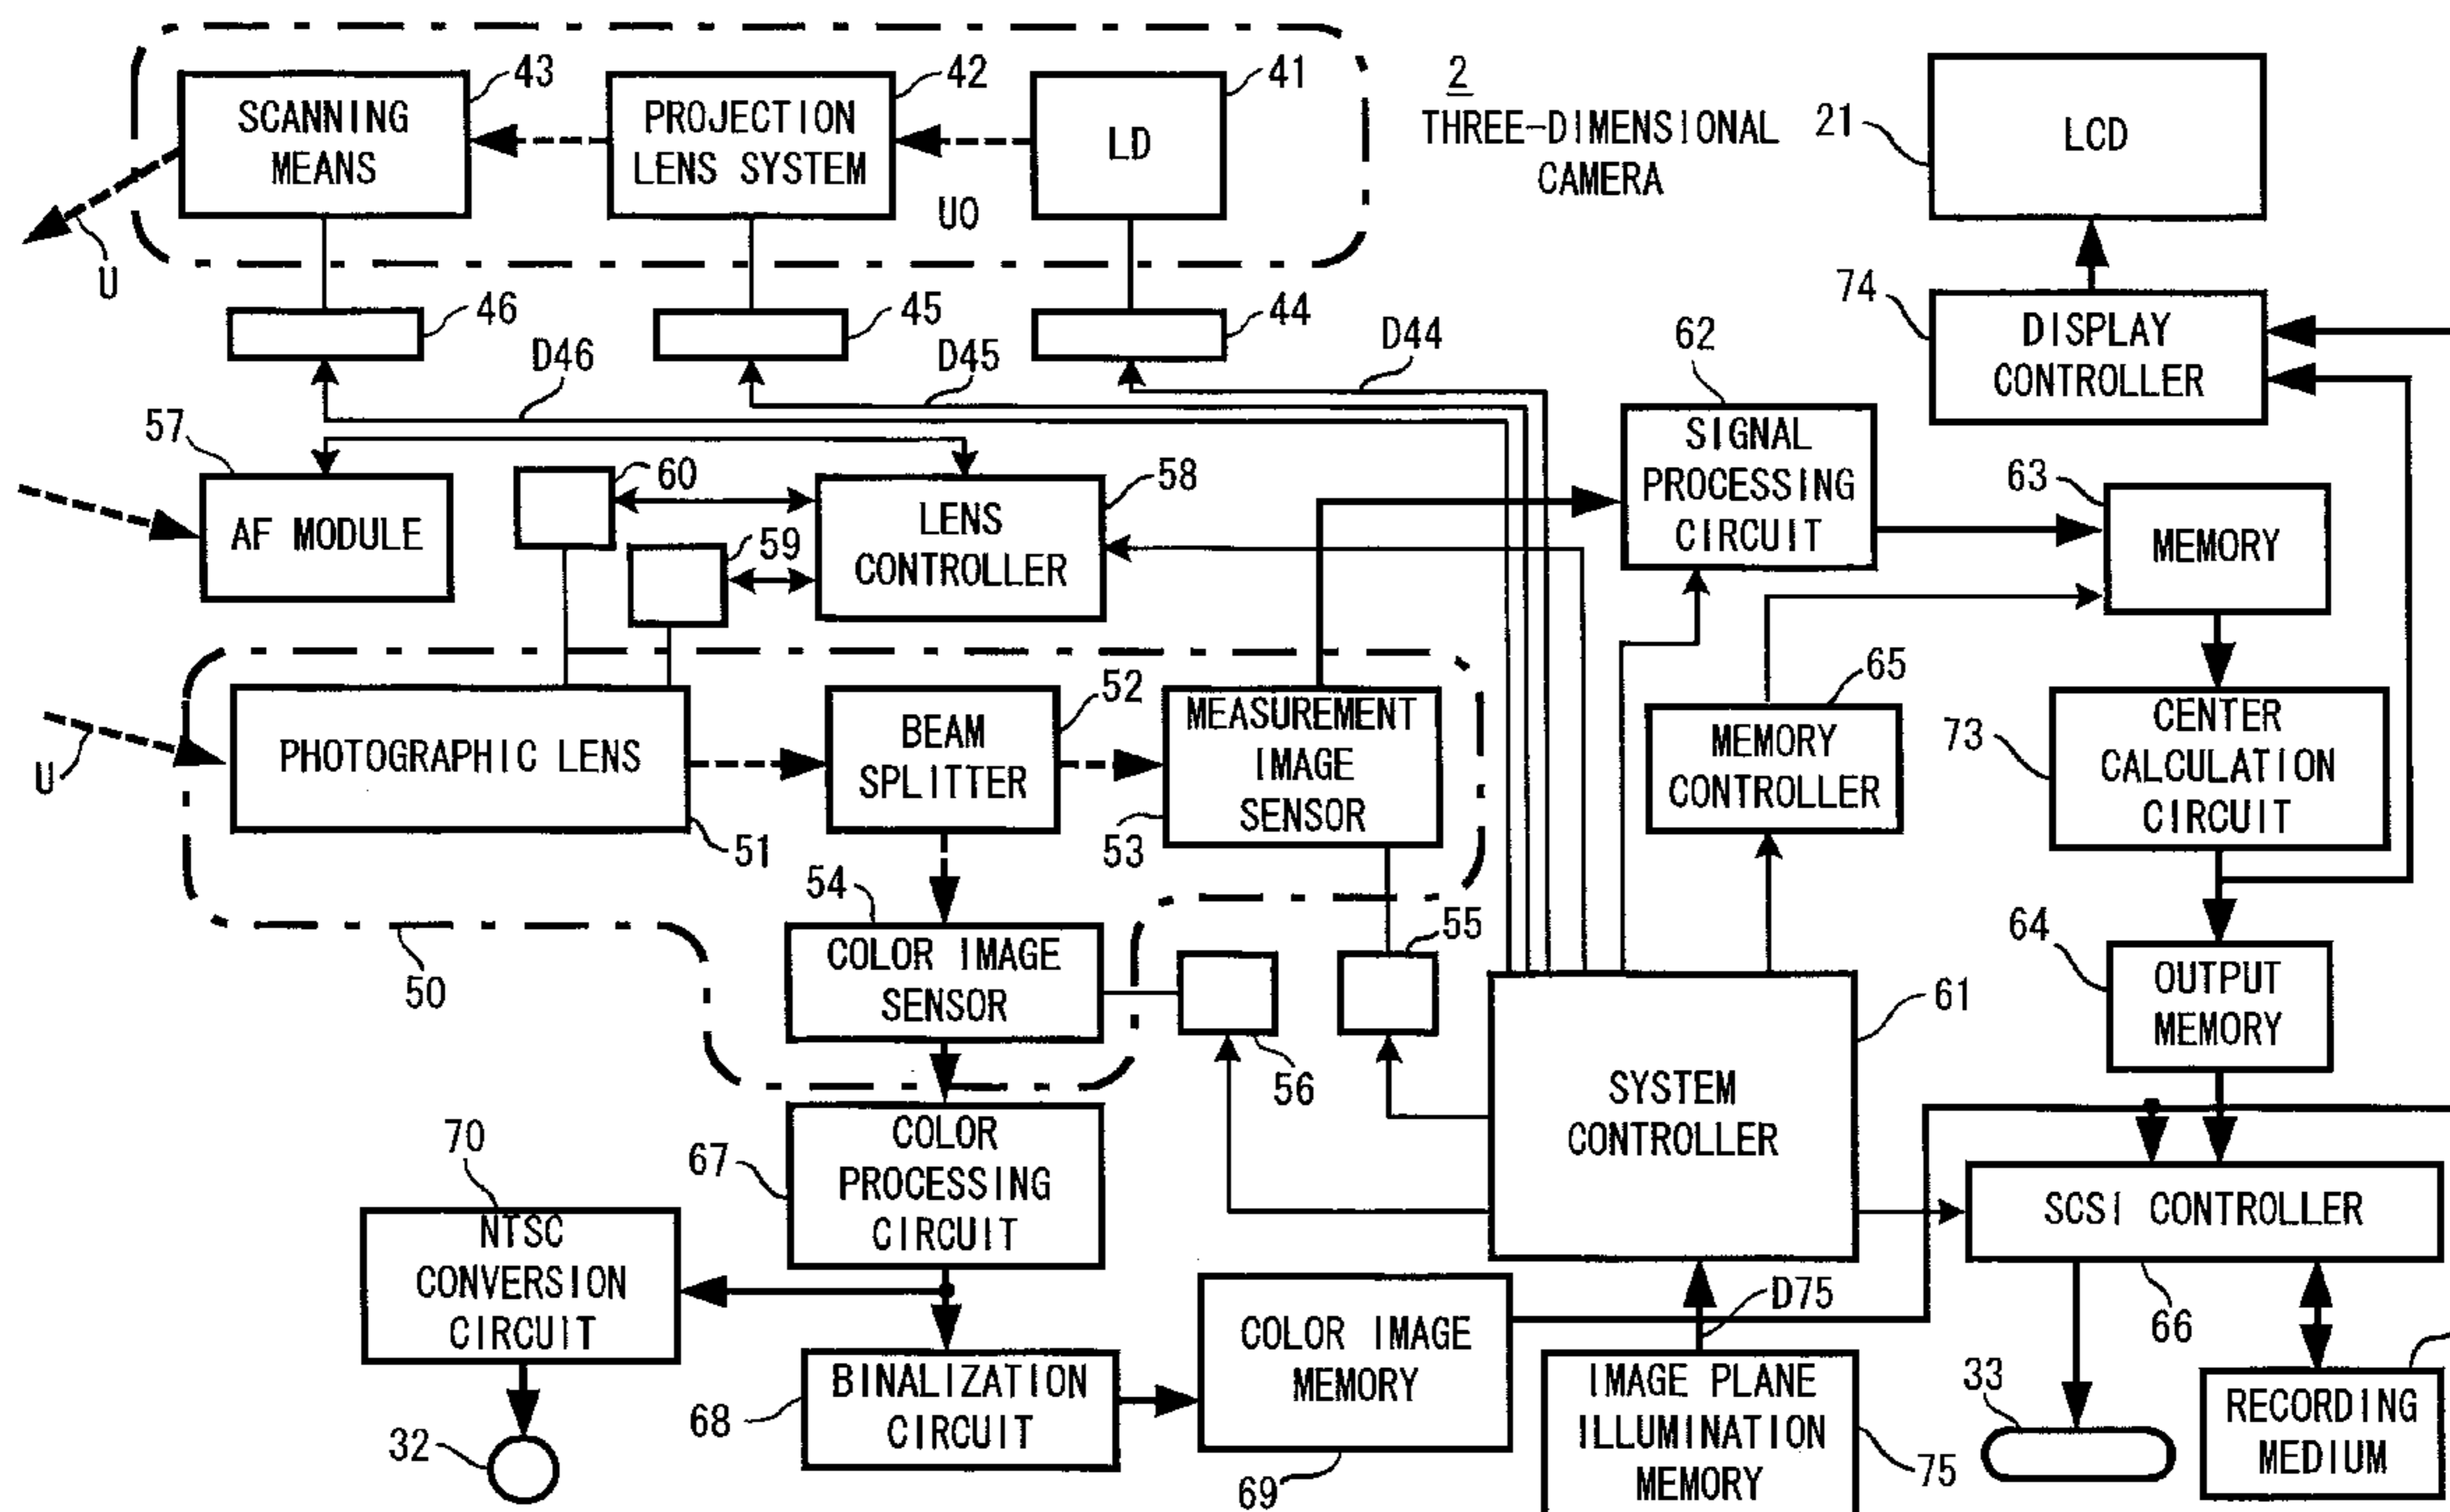 43
SCANNING
MEANS
42
PROJECTION
LENS SYSTEM
41
LD
U0
U
2
THREE-DIMENSIONAL
CAMERA
21
LCD
46
45
44
D46
D45
D44
74
DISPLAY
CONTROLLER
62
SIGNAL
PROCESSING
CIRCUIT
63
MEMORY
57
AF MODULE
60
59
58
LENS
CONTROLLER
65
MEMORY
CONTROLLER
73
CENTER
CALCULATION
CIRCUIT
U
PHOTOGRAPHIC LENS
51
52
BEAM
SPLITTER
MEASUREMENT
IMAGE
SENSOR
53
54
COLOR IMAGE
SENSOR
50
56
55
61
SYSTEM
CONTROLLER
64
OUTPUT
MEMORY
67
COLOR
PROCESSING
CIRCUIT
70
NTSC
CONVERSION
CIRCUIT
32
68
BINALIZATION
CIRCUIT
COLOR IMAGE
MEMORY
69
D75
IMAGE PLANE
ILLUMINATION
MEMORY
75
SCSI CONTROLLER
66
33
RECORDING
MEDIUM